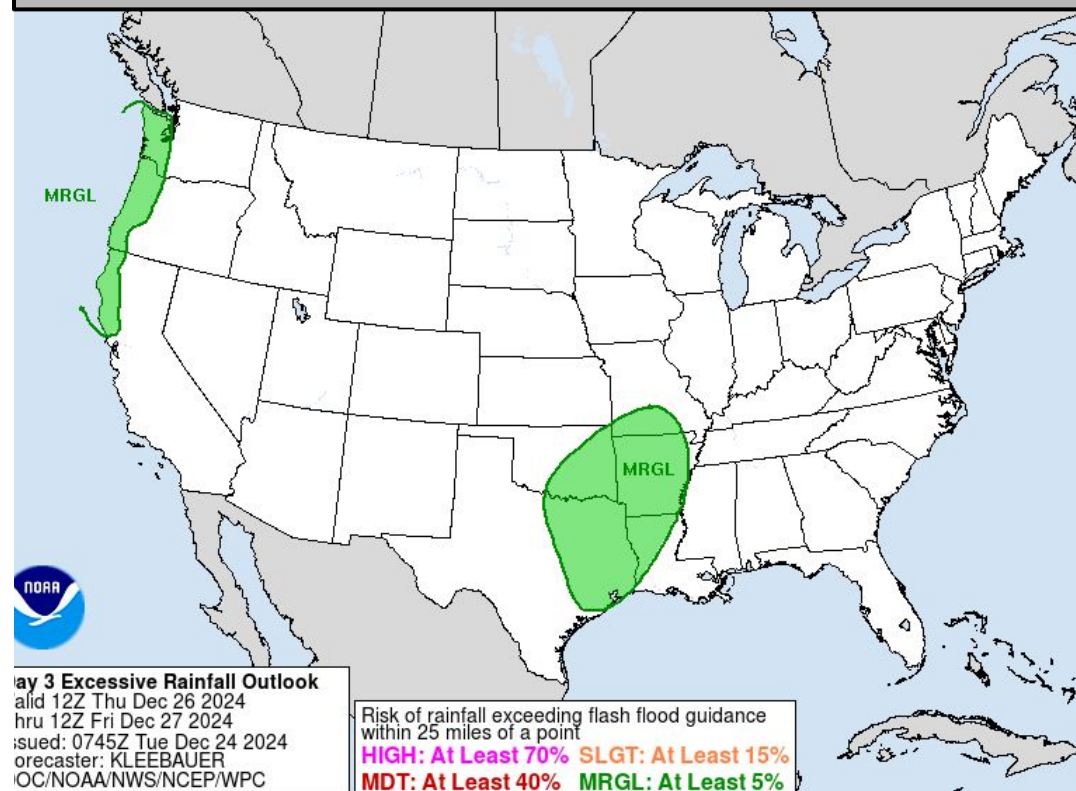 MRGL
MRGL
NOAA
ay 3 Excessive Rainfall Outlook
alid 12Z Thu Dec 26 2024
hru 12Z Fri Dec 27 2024
ssued: 0745Z Tue Dec 24 2024
orecaster: KLEEBAUER
OC/NOAA/NWS/NCEP/WPC
Risk of rainfall exceeding flash flood guidance
within 25 miles of a point
HIGH: At Least 70% SLGT: At Least 15%
MDT: At Least 40% MRGL: At Least 5%